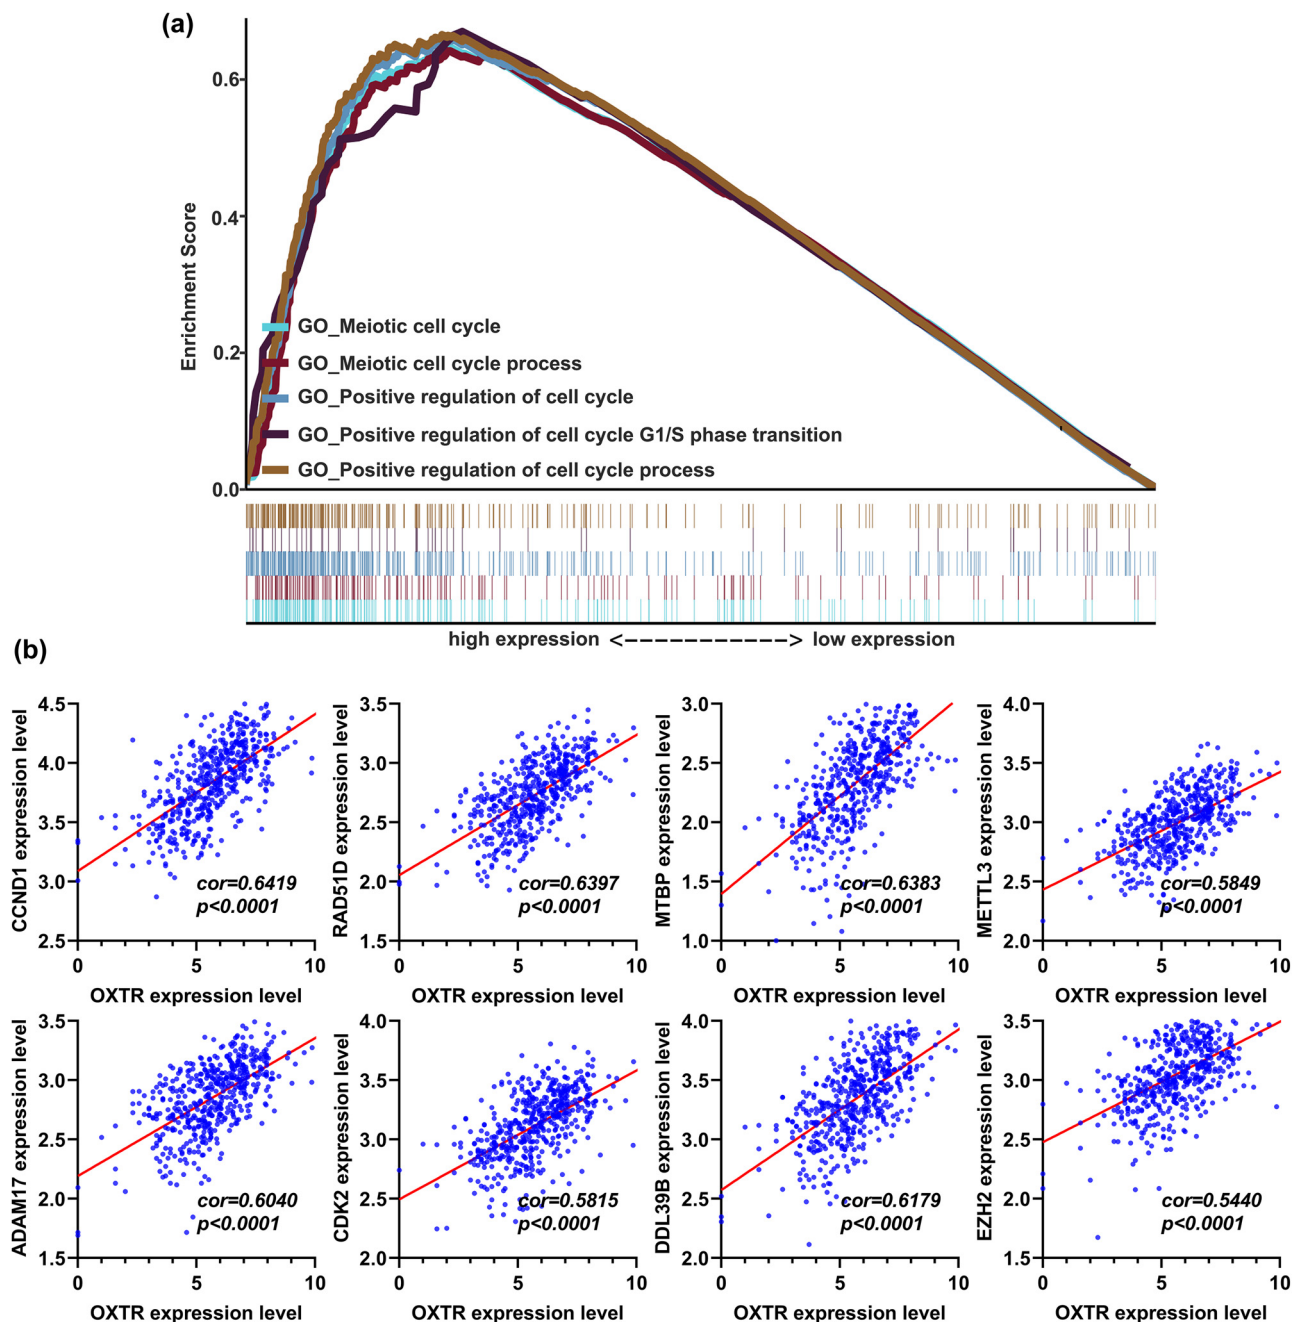 (a)
Enrichment Score
0.6
0.4
0.2
0.0
GO_Meiotic cell cycle
GO_Meiotic cell cycle process
GO_Positive regulation of cell cycle
GO_Positive regulation of cell cycle G1/S phase transition
GO_Positive regulation of cell cycle process
high expression <-----------> low expression
(b)
CCND1 expression level
4.5
4.0
3.5
3.0
2.5
cor=0.6419
p<0.0001
0 5 10
OXTR expression level
RAD51D expression level
3.5
3.0
2.5
2.0
1.5
cor=0.6397
p<0.0001
0 5 10
OXTR expression level
MTBP expression level
3.0
2.5
2.0
1.5
1.0
cor=0.6383
p<0.0001
0 5 10
OXTR expression level
METTL3 expression level
4.0
3.5
3.0
2.5
2.0
cor=0.5849
p<0.0001
0 5 10
OXTR expression level
ADAM17 expression level
3.5
3.0
2.5
2.0
1.5
cor=0.6040
p<0.0001
0 5 10
OXTR expression level
CDK2 expression level
4.0
3.5
3.0
2.5
2.0
cor=0.5815
p<0.0001
0 5 10
OXTR expression level
DDL39B expression level
4.0
3.5
3.0
2.5
2.0
cor=0.6179
p<0.0001
0 5 10
OXTR expression level
EZH2 expression level
3.5
3.0
2.5
2.0
1.5
cor=0.5440
p<0.0001
0 5 10
OXTR expression level